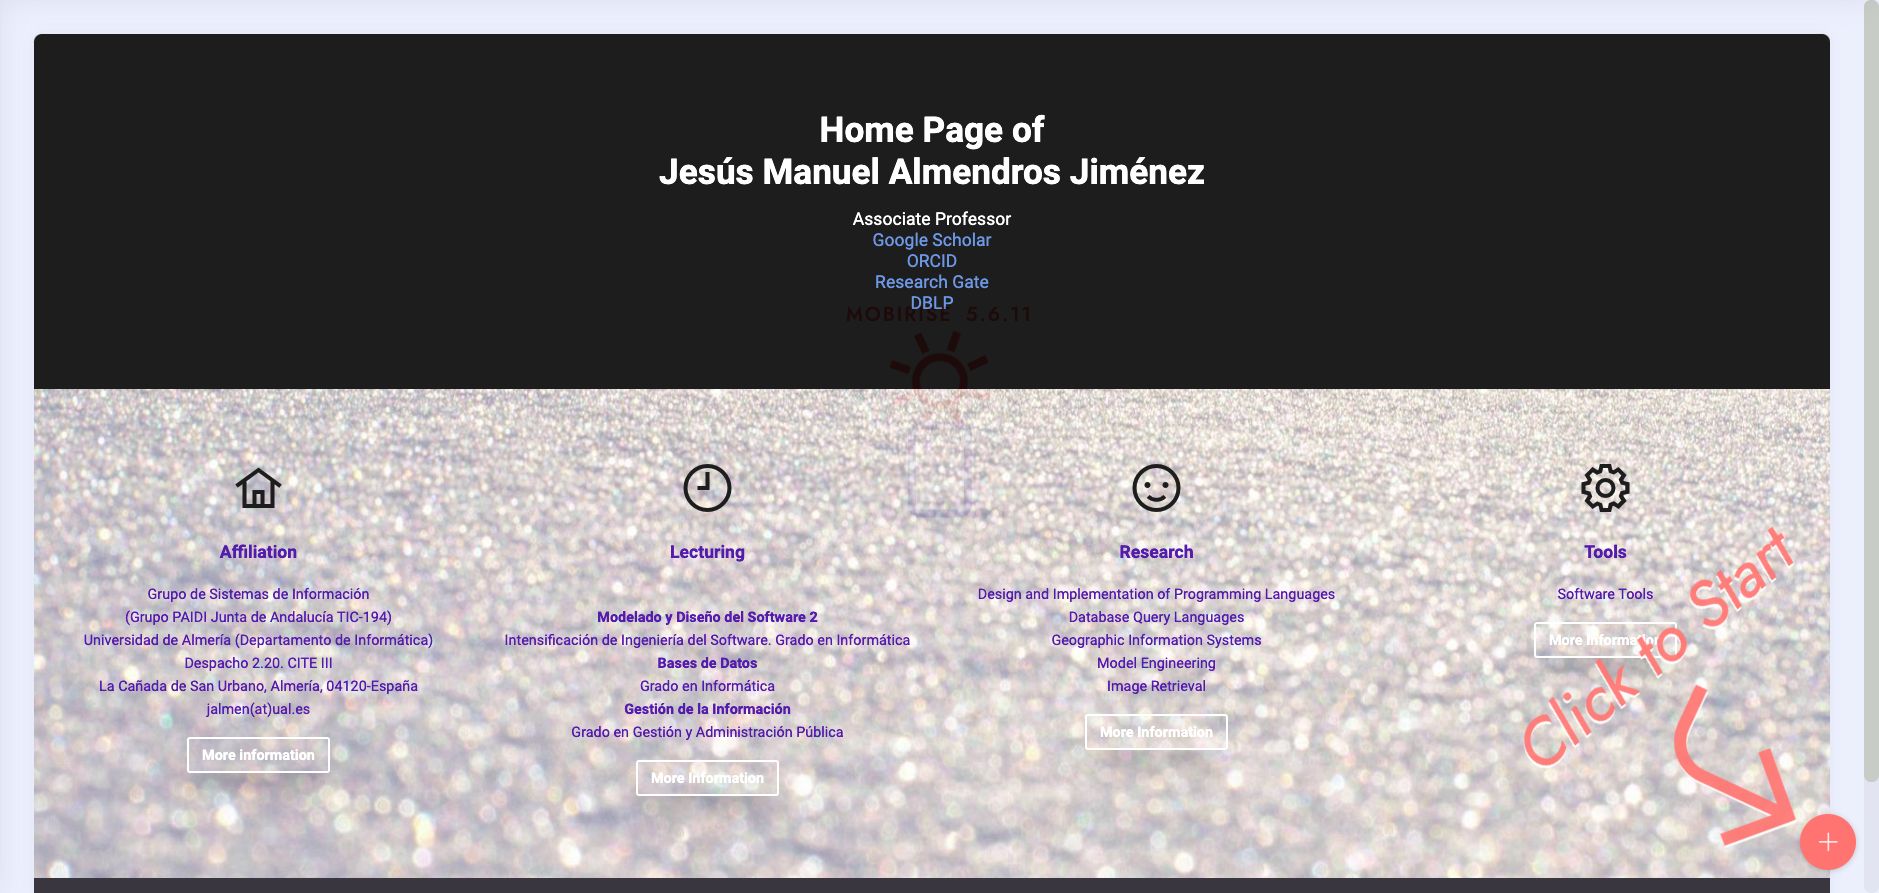 Home Page of
Jesús Manuel Almendros Jiménez
Associate Professor
Google Scholar
ORCID
Research Gate
DBLP
MOBIRISE 5.6.11
Affiliation
Grupo de Sistemas de Información
(Grupo PAIDI Junta de Andalucía TIC-194)
Universidad de Almería (Departamento de Informática)
Despacho 2.20. CITE III
La Cañada de San Urbano, Almería, 04120-España
jalmen(at)ual.es
More information
Lecturing
Modelado y Diseño del Software 2
Intensificación de Ingeniería del Software. Grado en Informática
Bases de Datos
Grado en Informática
Gestión de la Información
Grado en Gestión y Administración Pública
More Information
Research
Design and Implementation of Programming Languages
Database Query Languages
Geographic Information Systems
Model Engineering
Image Retrieval
More Information
Tools
Software Tools
More Information
Click to Start